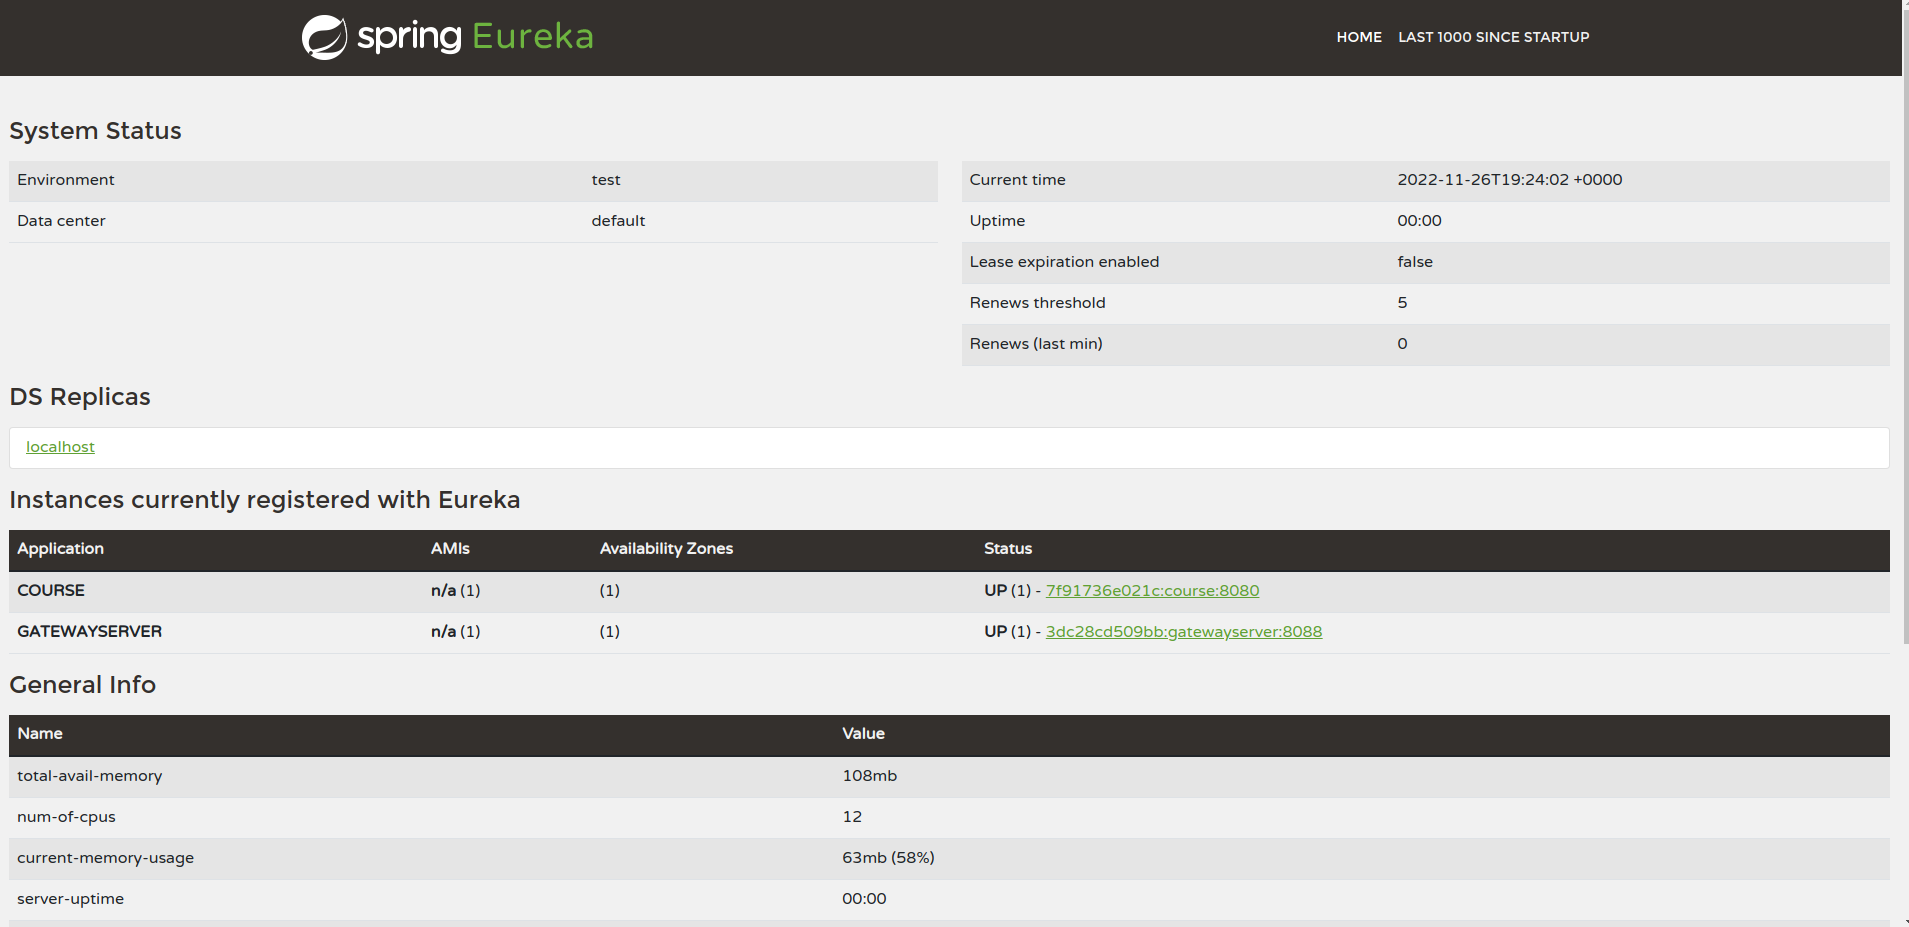 spring Eureka
HOME LAST 1000 SINCE STARTUP
System Status
Environment test
Data center default
Current time 2022-11-26T19:24:02 +0000
Uptime 00:00
Lease expiration enabled false
Renews threshold 5
Renews (last min) 0
DS Replicas
localhost
Instances currently registered with Eureka
Application AMIs Availability Zones Status
COURSE n/a (1) (1) UP (1) - 7f91736e021c:course:8080
GATEWAYSERVER n/a (1) (1) UP (1) - 3dc28cd509bb:gatewayserver:8088
General Info
Name Value
total-avail-memory 108mb
num-of-cpus 12
current-memory-usage 63mb (58%)
server-uptime 00:00